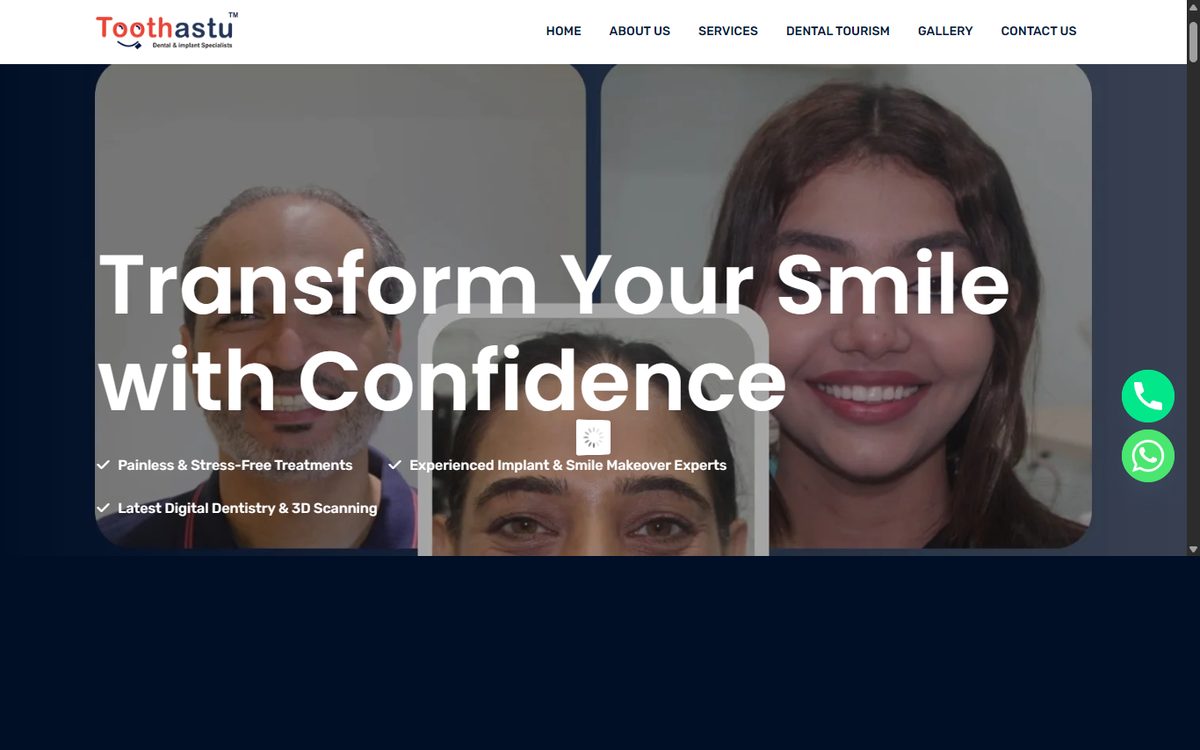 Toothastu™
Dental & implant Specialists
HOME
ABOUT US
SERVICES
DENTAL TOURISM
GALLERY
CONTACT US
Transform Your Smile
with Confidence
Painless & Stress-Free Treatments
Experienced Implant & Smile Makeover Experts
Latest Digital Dentistry & 3D Scanning